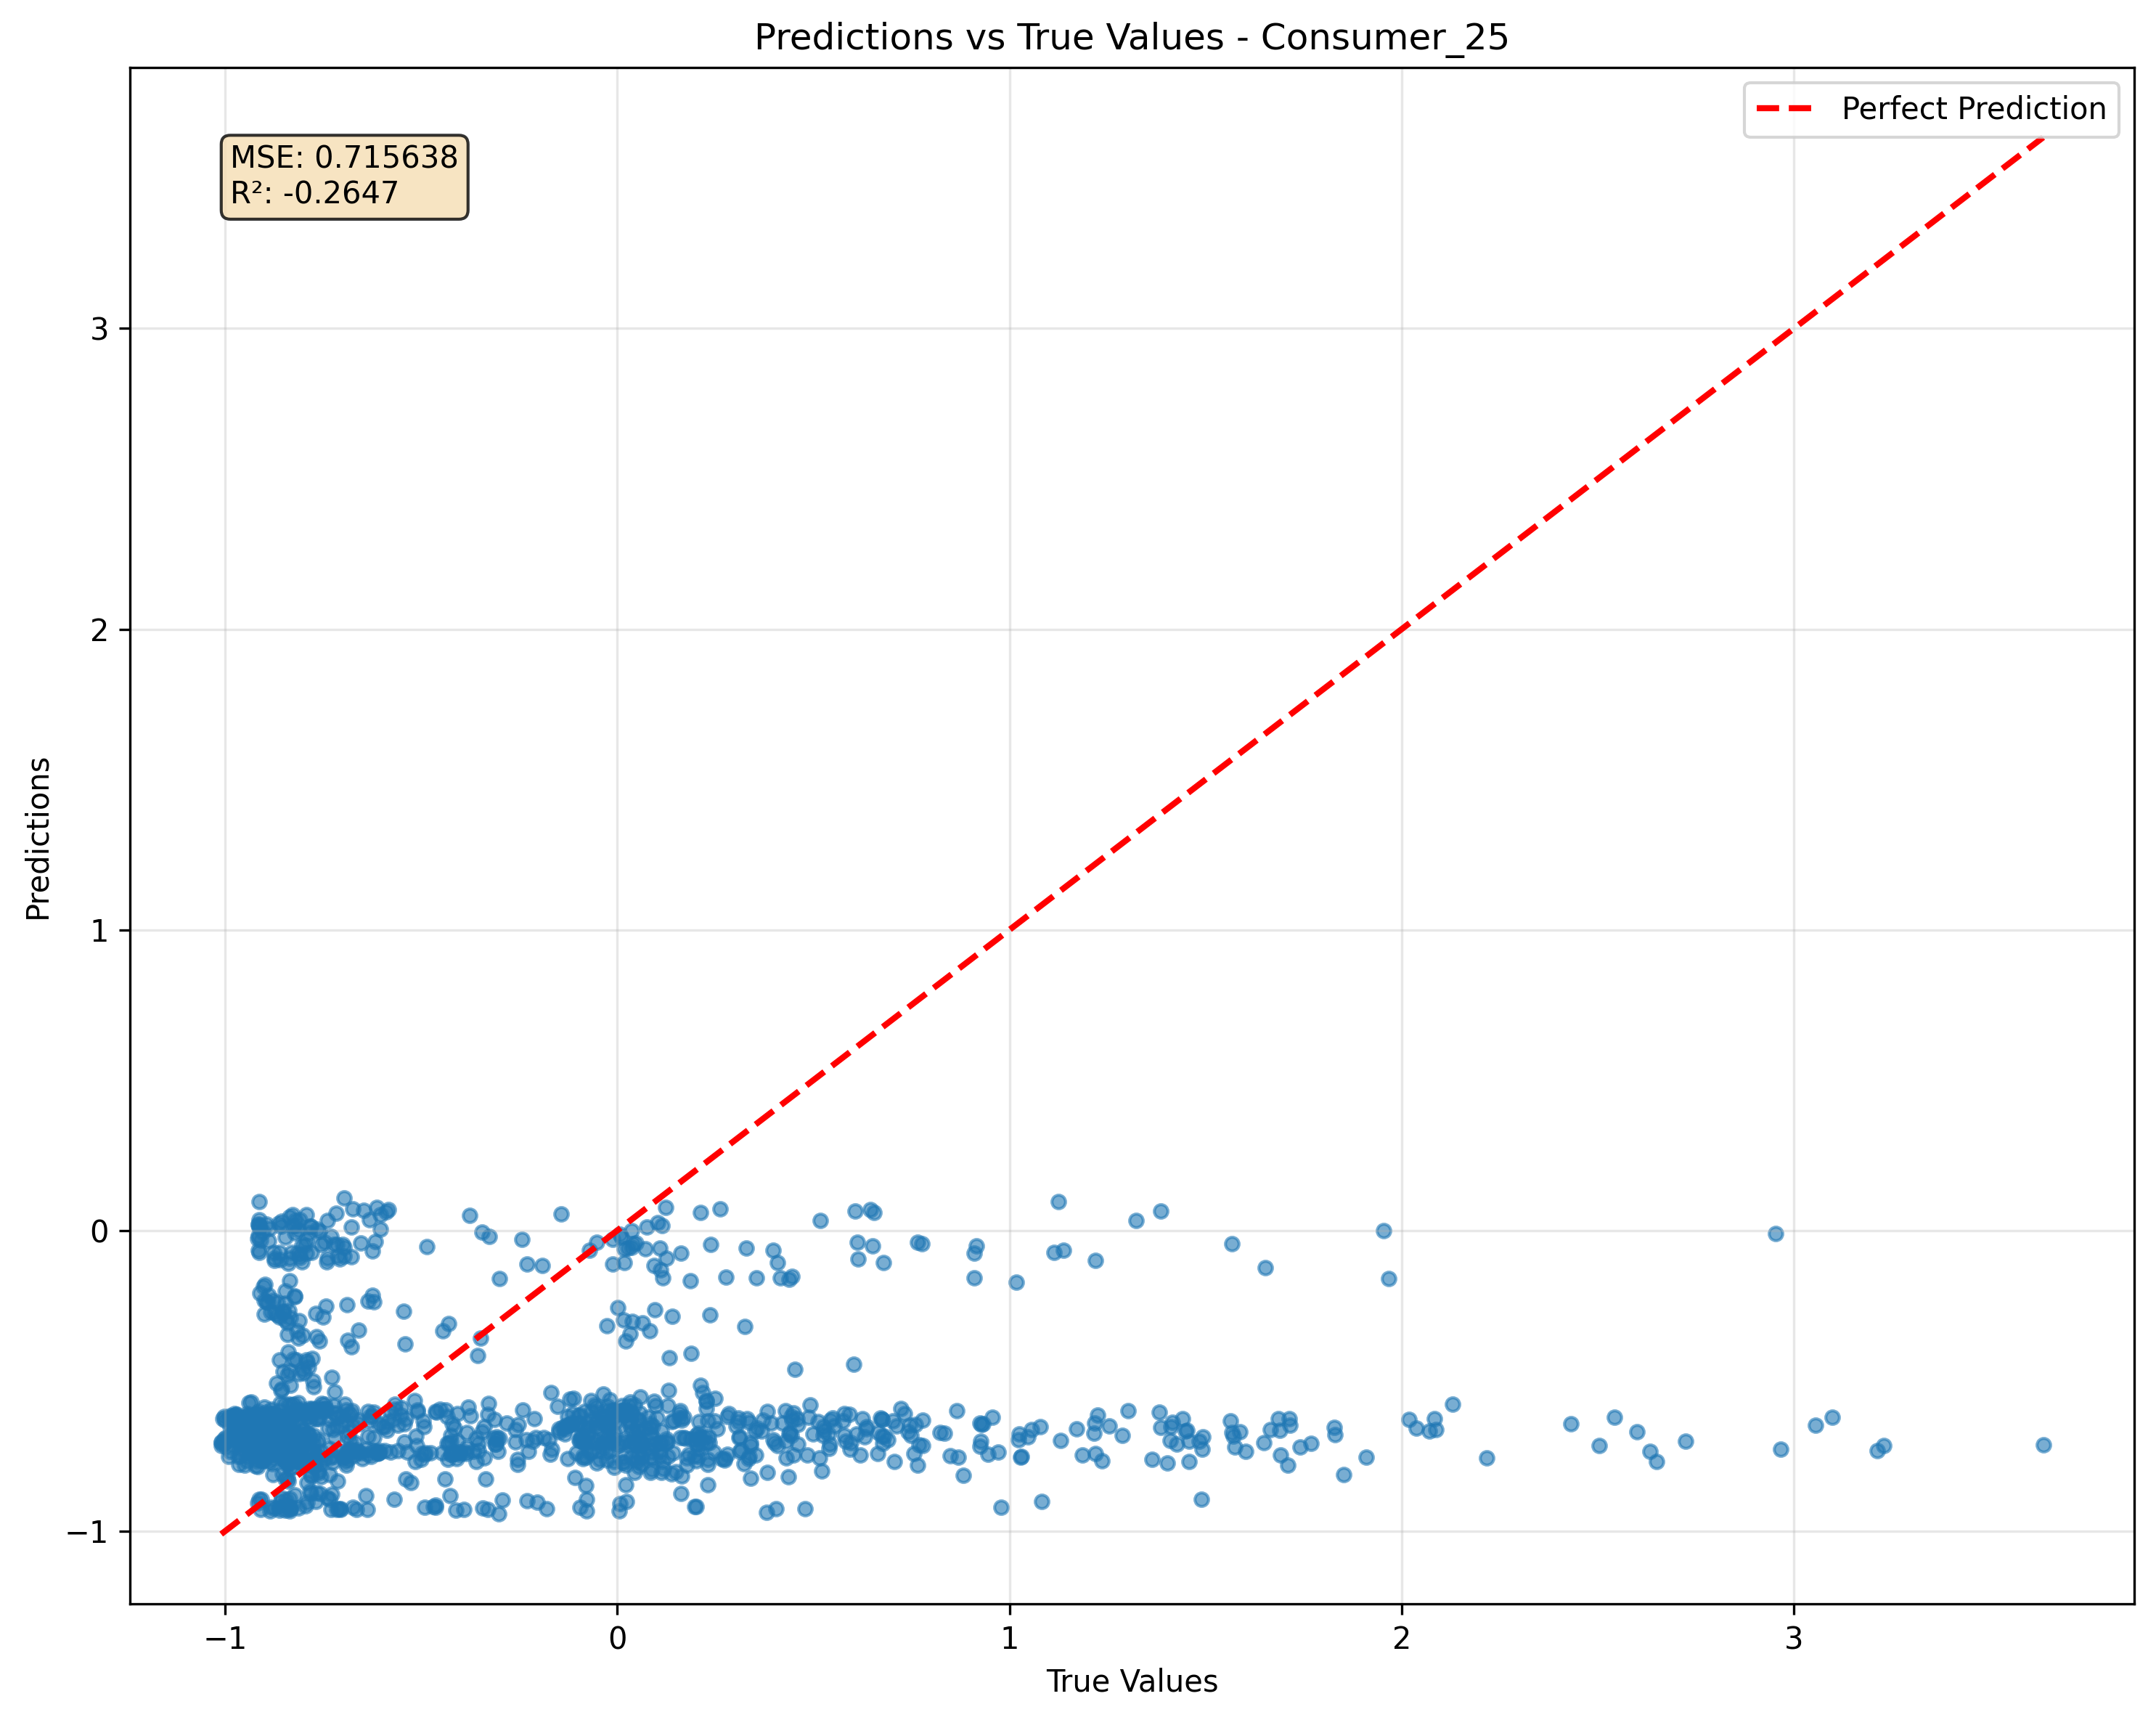 Predictions vs True Values - Consumer_25
Perfect Prediction
MSE: 0.715638
R²: -0.2647
3
2
1
0
−1
Predictions
−1 0 1 2 3
True Values